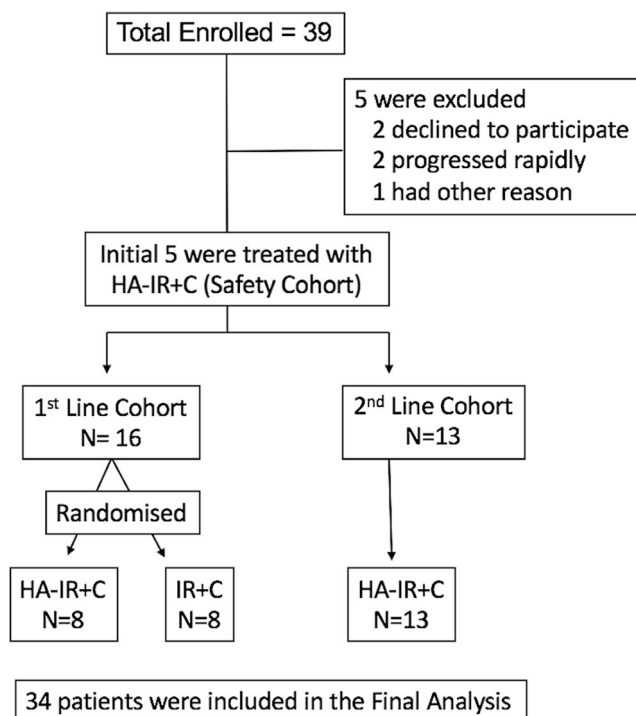 Total Enrolled = 39
5 were excluded
2 declined to participate
2 progressed rapidly
1 had other reason
Initial 5 were treated with
HA-IR+C (Safety Cohort)
1st Line Cohort
N= 16
2nd Line Cohort
N=13
Randomised
HA-IR+C
N=8
IR+C
N=8
HA-IR+C
N=13
34 patients were included in the Final Analysis